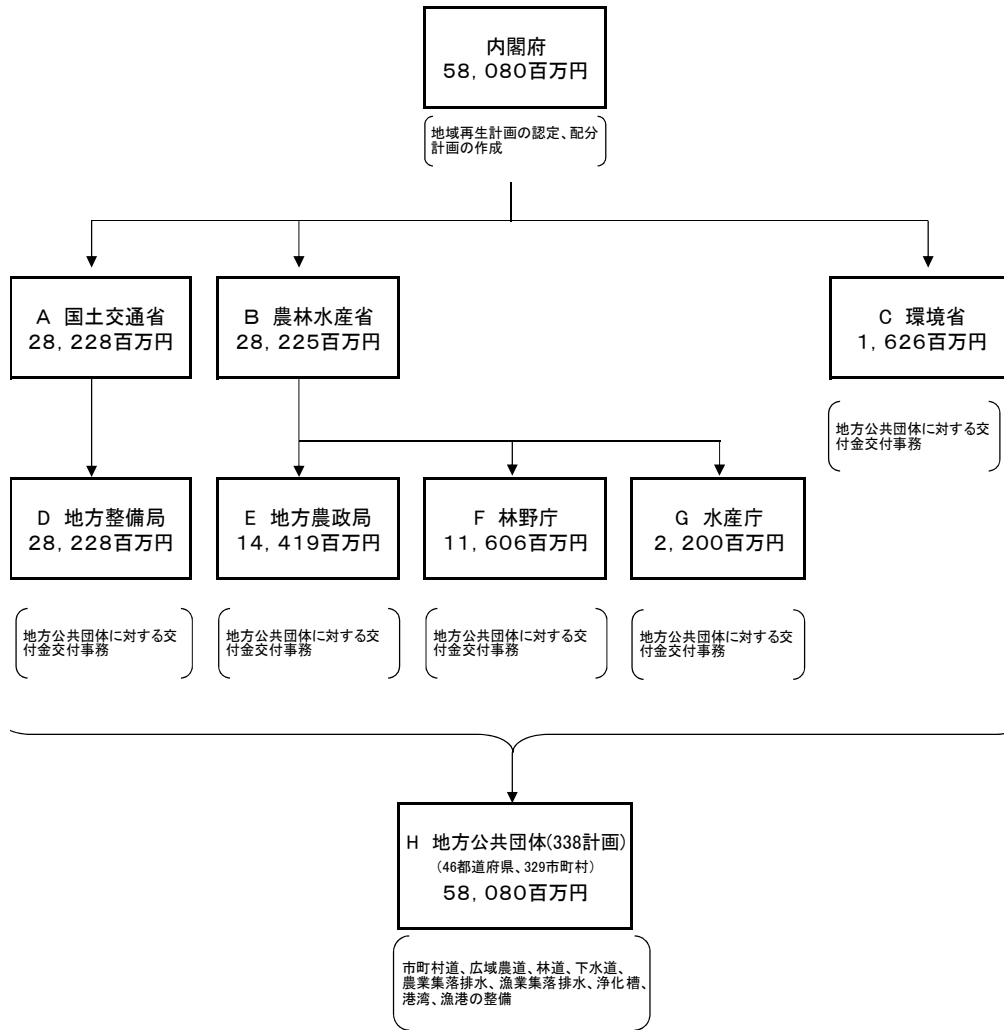 内閣府
58,080百万円
地域再生計画の認定、配分
計画の作成
A 国土交通省
28,228百万円
B 農林水産省
28,225百万円
C 環境省
1,626百万円
地方公共団体に対する交
付金交付事務
D 地方整備局
28,228百万円
E 地方農政局
14,419百万円
F 林野庁
11,606百万円
G 水産庁
2,200百万円
地方公共団体に対する交
付金交付事務
地方公共団体に対する交
付金交付事務
地方公共団体に対する交
付金交付事務
地方公共団体に対する交
付金交付事務
H 地方公共団体(338計画)
(46都道府県、329市町村)
58,080百万円
市町村道、広域農道、林道、下水道、
農業集落排水、漁業集落排水、浄化槽、
港湾、漁港の整備